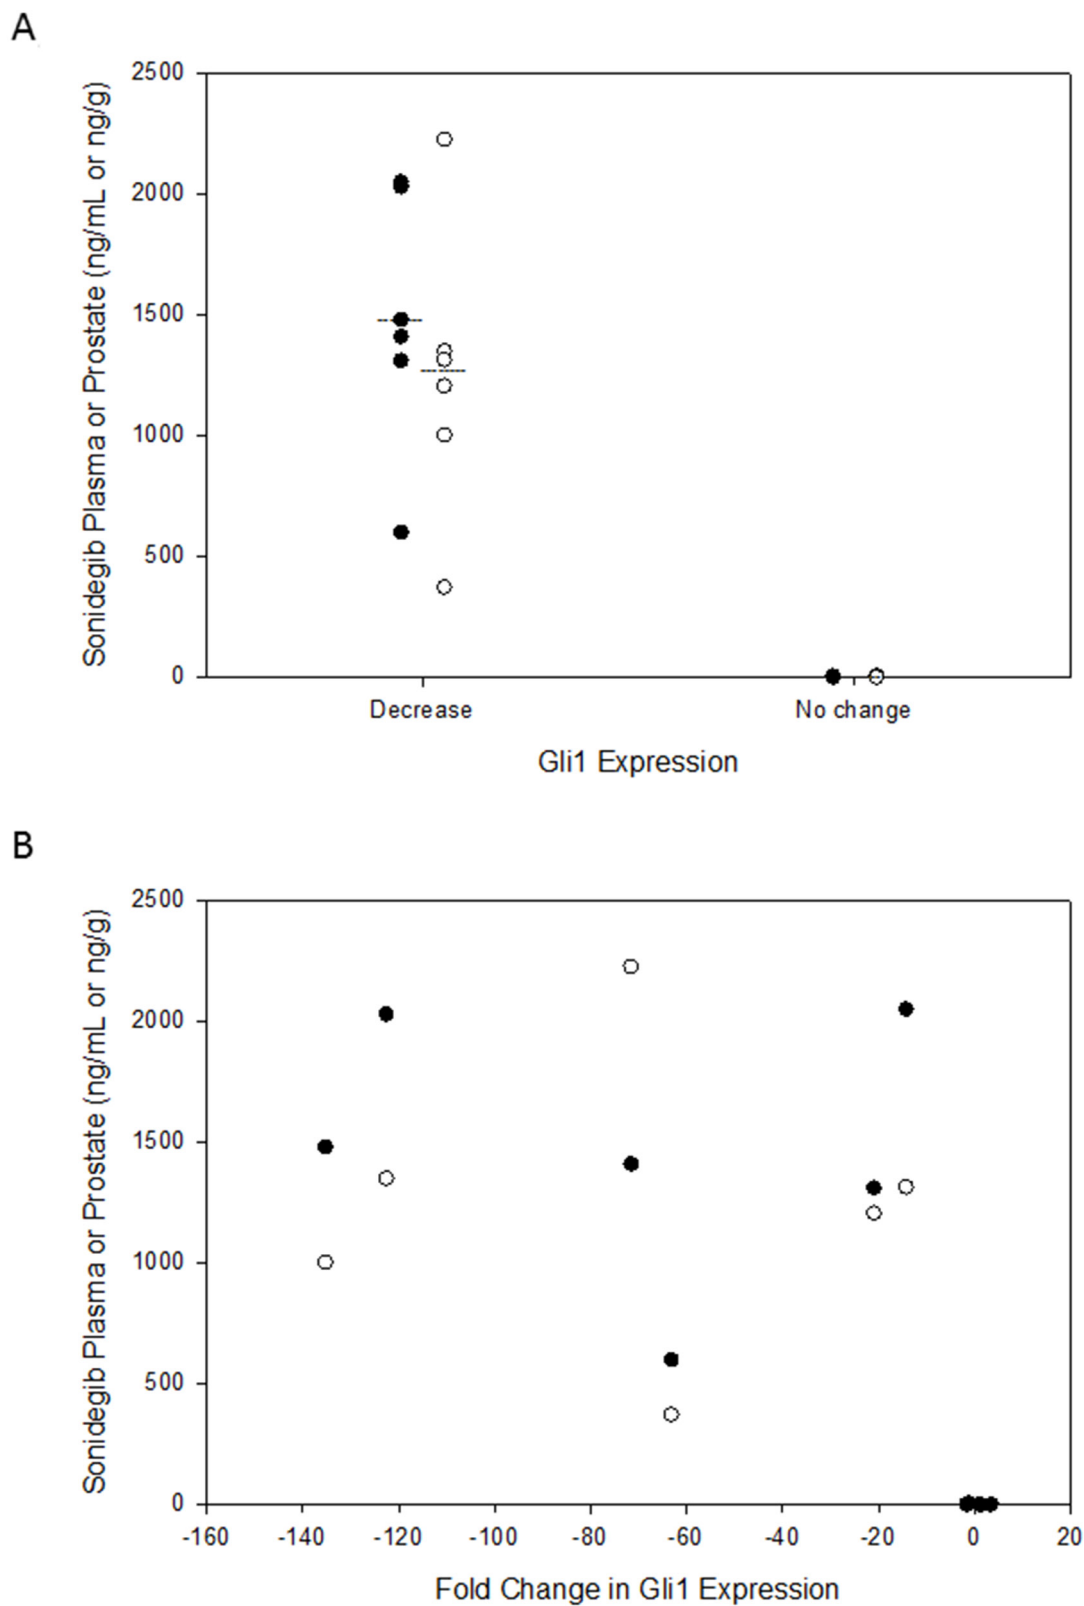 A
Sonidegib Plasma or Prostate (ng/mL or ng/g)
2500
2000
1500
1000
500
0
Decrease No change
Gli1 Expression
B
Sonidegib Plasma or Prostate (ng/mL or ng/g)
2500
2000
1500
1000
500
0
-160 -140 -120 -100 -80 -60 -40 -20 0 20
Fold Change in Gli1 Expression